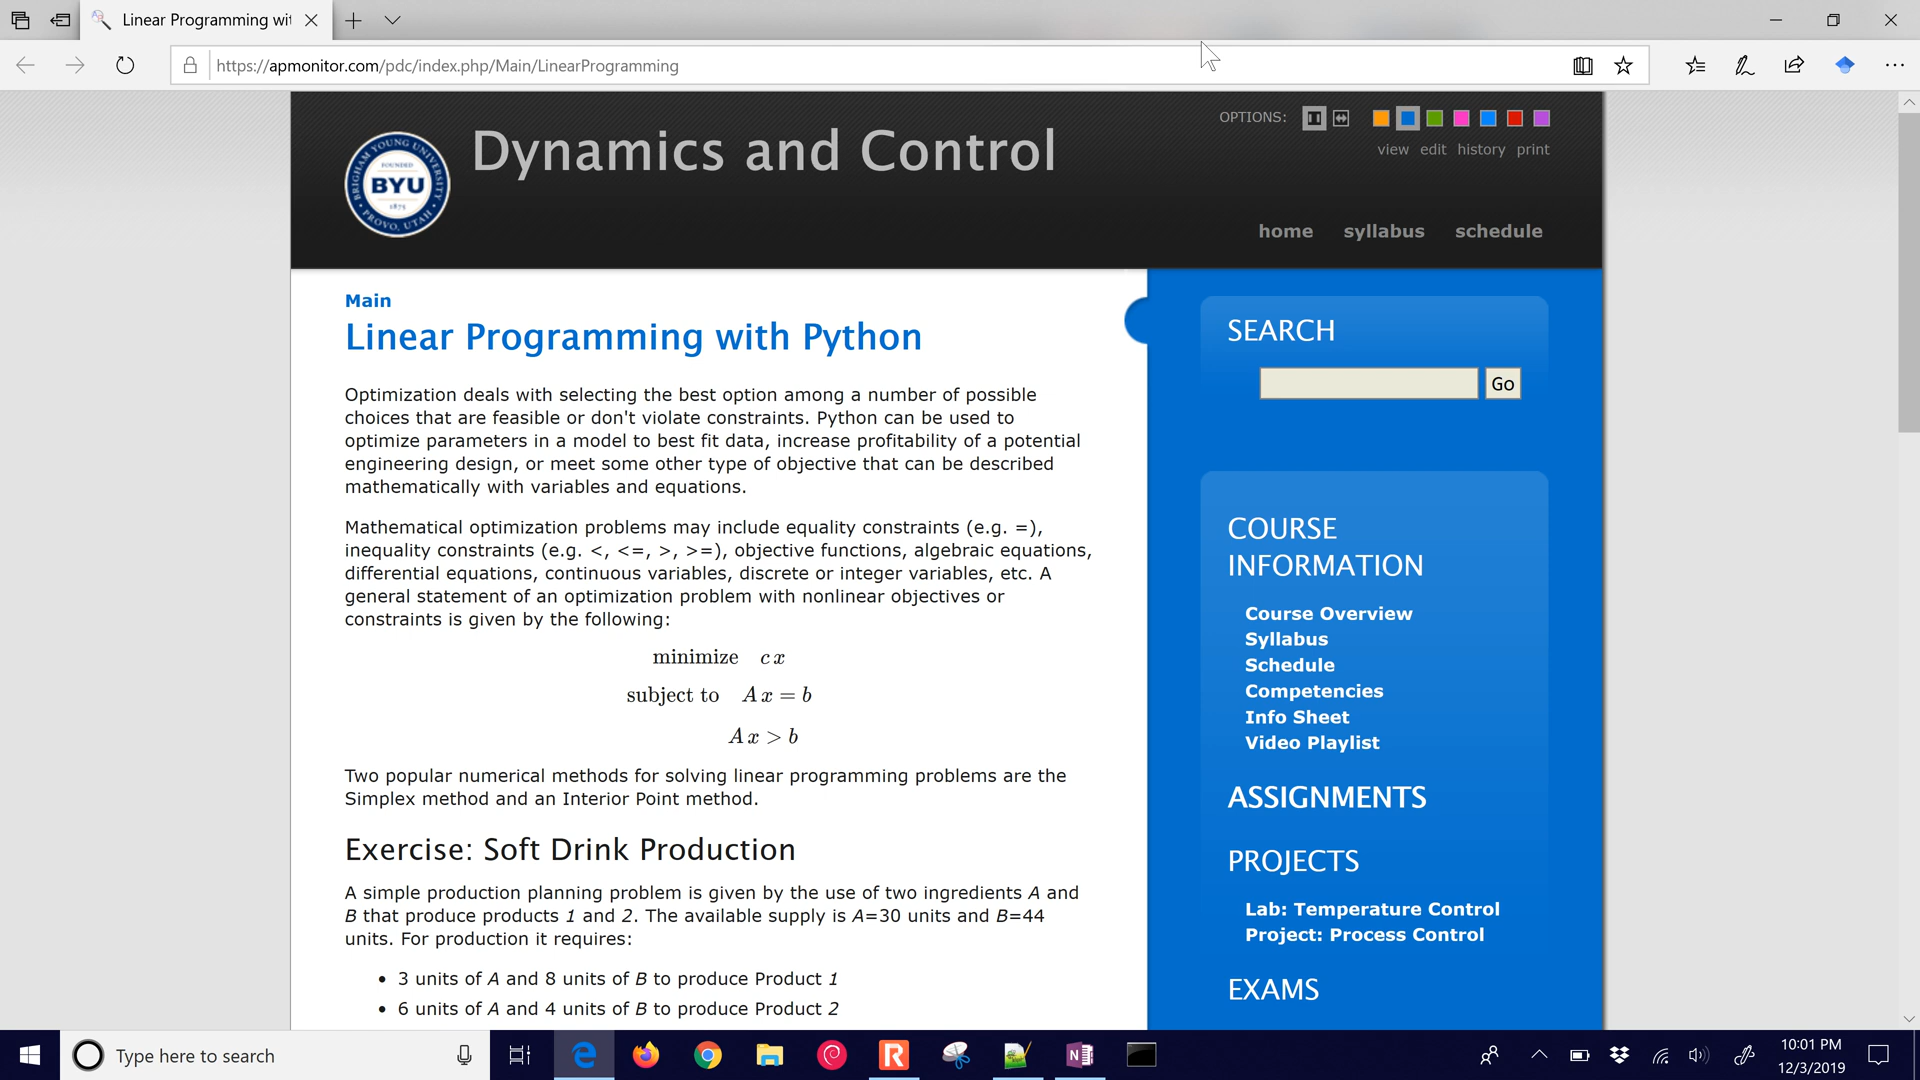 Linear Programming wit
https://apmonitor.com/pdc/index.php/Main/LinearProgramming
BRIGHAM YOUNG UNIVERSITY
FOUNDED
BYU
1875
PROVO, UTAH
Dynamics and Control
OPTIONS:
view edit history print
home syllabus schedule
Main
Linear Programming with Python
Optimization deals with selecting the best option among a number of possible
choices that are feasible or don't violate constraints. Python can be used to
optimize parameters in a model to best fit data, increase profitability of a potential
engineering design, or meet some other type of objective that can be described
mathematically with variables and equations.
Mathematical optimization problems may include equality constraints (e.g. =),
inequality constraints (e.g. <, <=, >, >=), objective functions, algebraic equations,
differential equations, continuous variables, discrete or integer variables, etc. A
general statement of an optimization problem with nonlinear objectives or
constraints is given by the following:
minimize c x
subject to A x = b
A x > b
Two popular numerical methods for solving linear programming problems are the
Simplex method and an Interior Point method.
Exercise: Soft Drink Production
A simple production planning problem is given by the use of two ingredients A and
B that produce products 1 and 2. The available supply is A=30 units and B=44
units. For production it requires:
• 3 units of A and 8 units of B to produce Product 1
• 6 units of A and 4 units of B to produce Product 2
SEARCH
Go
COURSE
INFORMATION
Course Overview
Syllabus
Schedule
Competencies
Info Sheet
Video Playlist
ASSIGNMENTS
PROJECTS
Lab: Temperature Control
Project: Process Control
EXAMS
Type here to search
10:01 PM
12/3/2019